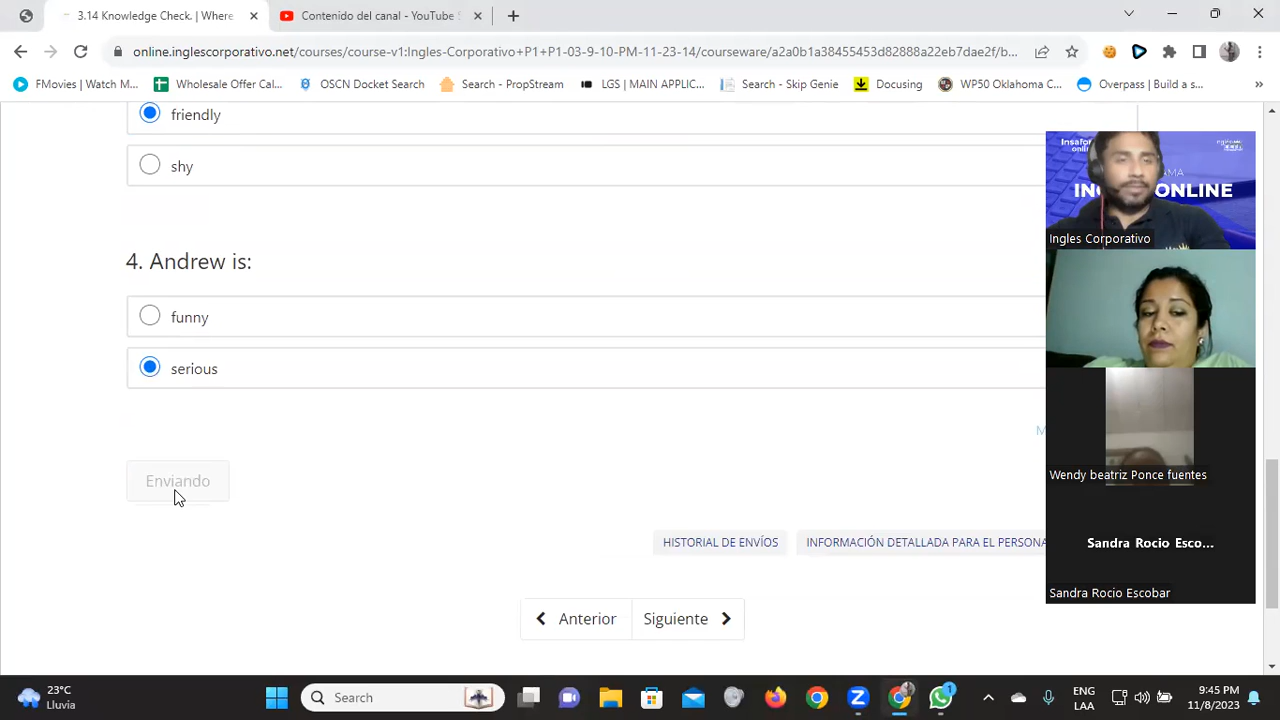 3.14 Knowledge Check. | Where
Contenido del canal - YouTube S
online.inglescorporativo.net/courses/course-v1:Ingles-Corporativo+P1+P1-03-9-10-PM-11-23-14/courseware/a2a0b1a38455453d82888a22eb7dae2f/b...
FMovies | Watch M...
Wholesale Offer Cal...
OSCN Docket Search
Search - PropStream
LGS | MAIN APPLIC...
Search - Skip Genie
Docusing
WP50 Oklahoma C...
Overpass | Build a s...
friendly
shy
4. Andrew is:
funny
serious
Enviando
HISTORIAL DE ENVÍOS
INFORMACIÓN DETALLADA PARA EL PERSONA
Anterior
Siguiente
Ingles Corporativo
Wendy beatriz Ponce fuentes
Sandra Rocio Esco...
Sandra Rocio Escobar
23°C
Lluvia
Search
ENG
LAA
9:45 PM
11/8/2023